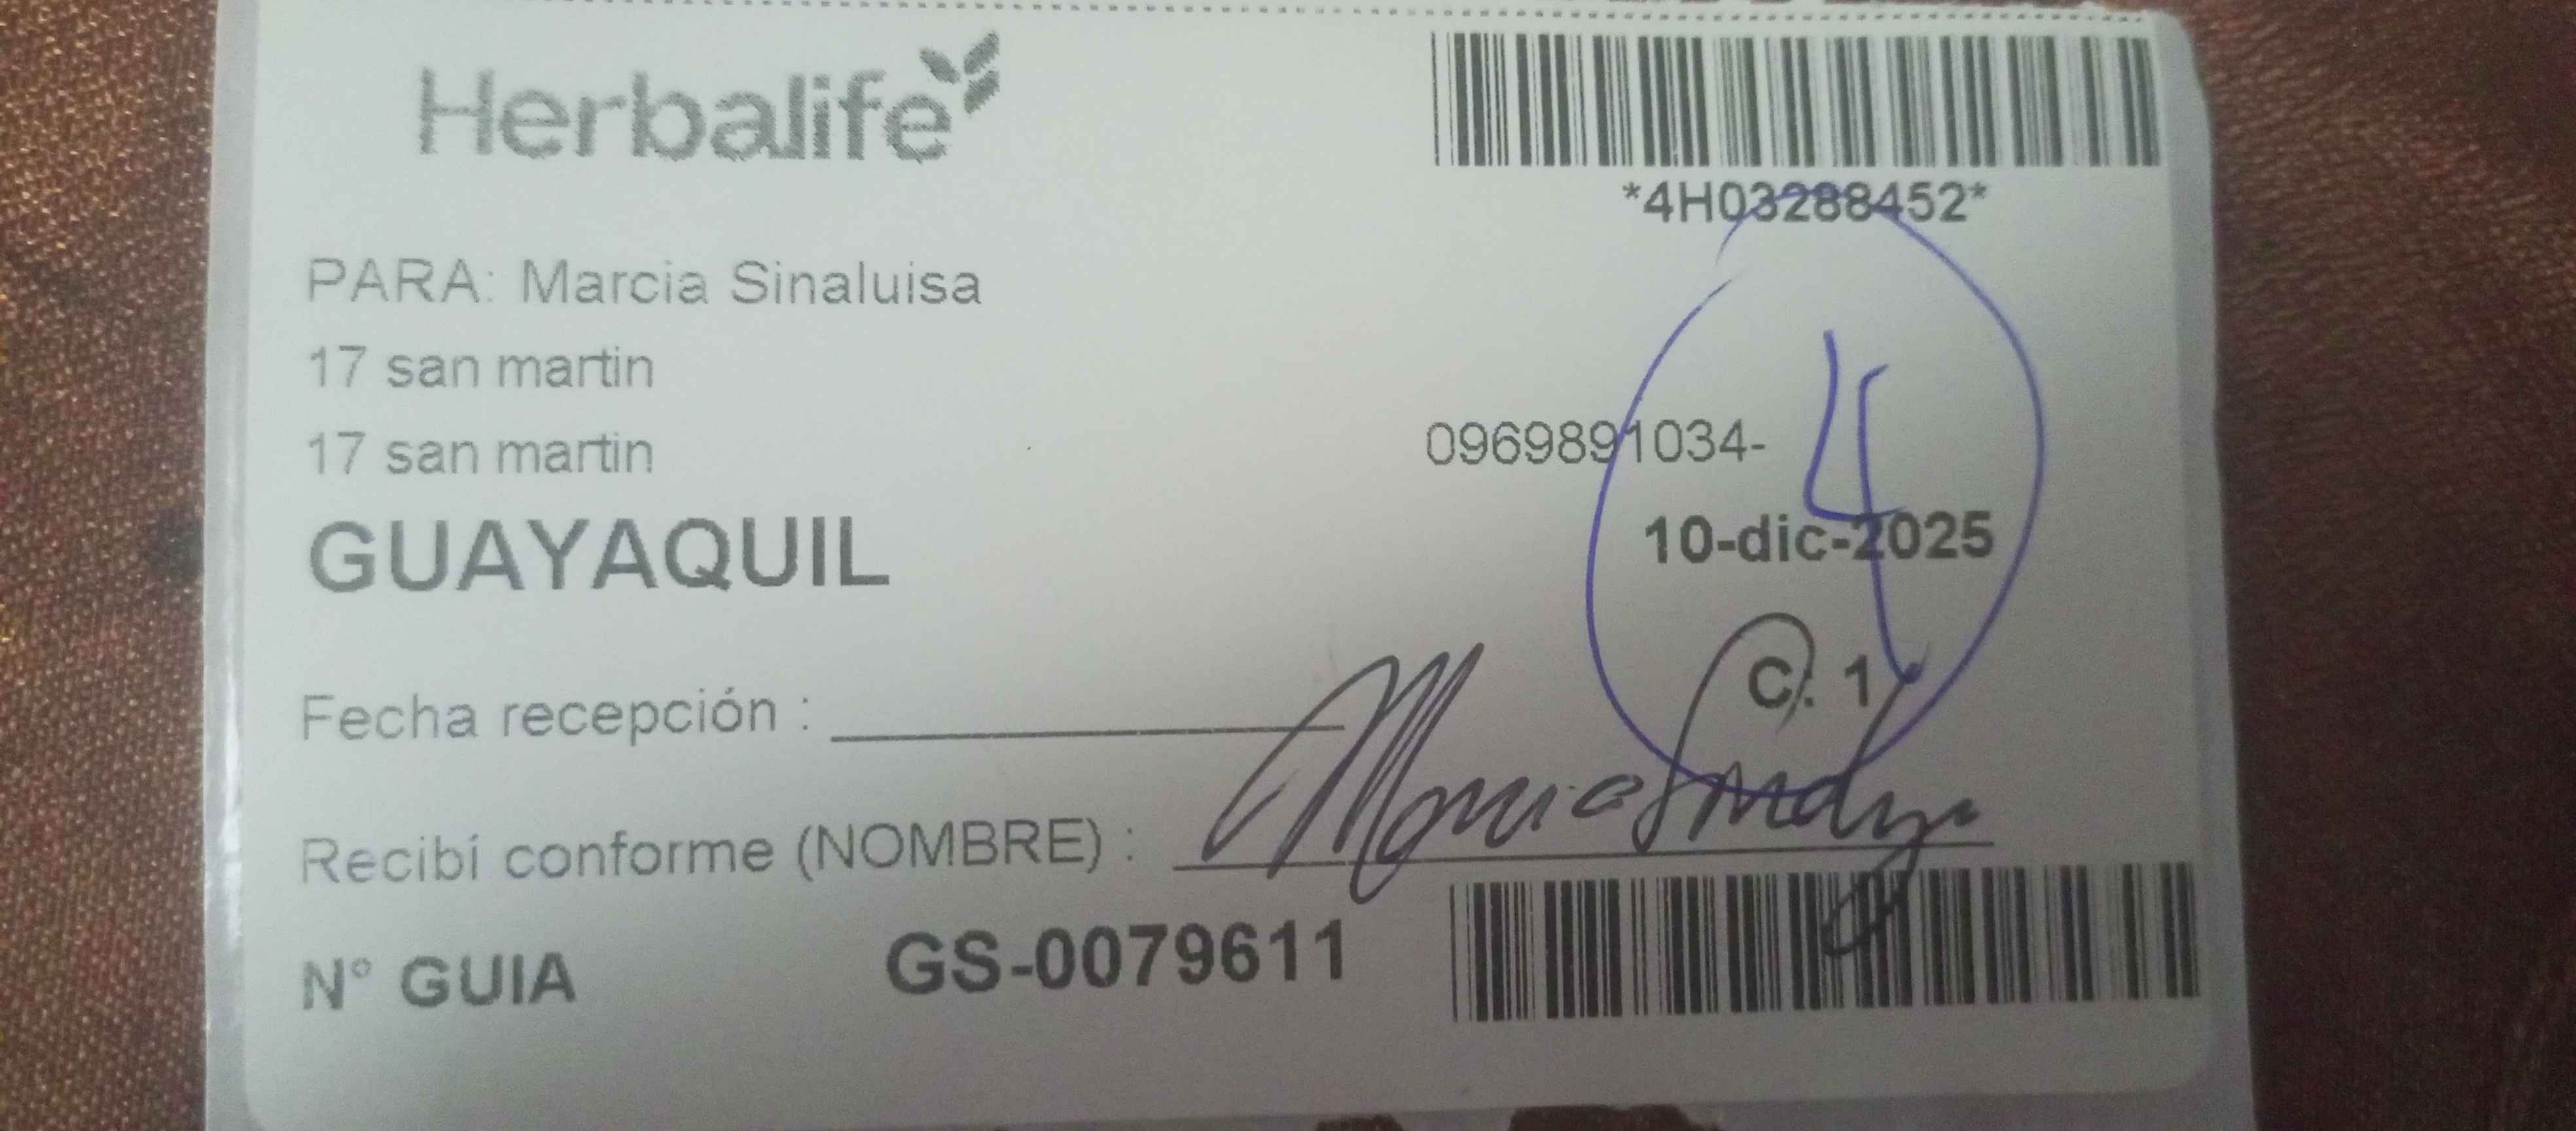 Herbalife
*4H03288452*
PARA: Marcia Sinaluisa
17 san martin
17 san martin
0969891034-
4
GUAYAQUIL
10-dic-2025
C. 1
Fecha recepción :
Recibí conforme (NOMBRE) : Marcia
N° GUIA GS-0079611